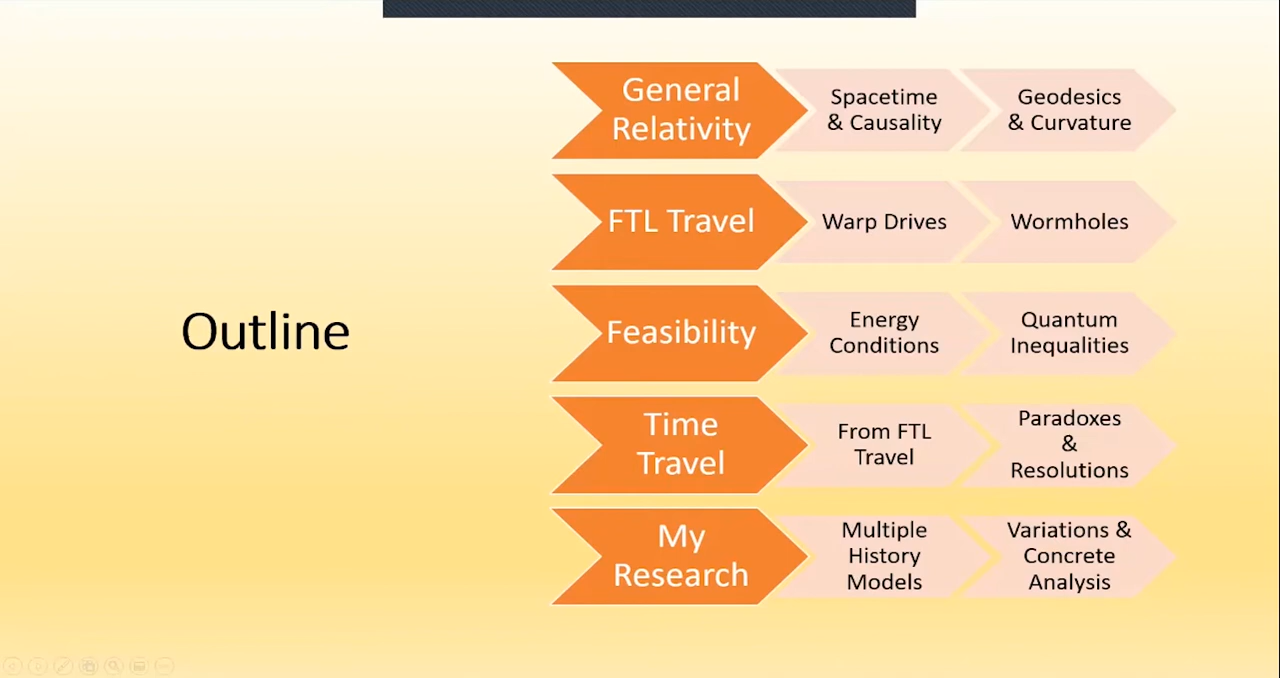 Outline
General
Relativity
Spacetime
& Causality
Geodesics
& Curvature
FTL Travel
Warp Drives
Wormholes
Feasibility
Energy
Conditions
Quantum
Inequalities
Time
Travel
From FTL
Travel
Paradoxes
&
Resolutions
My
Research
Multiple
History
Models
Variations &
Concrete
Analysis